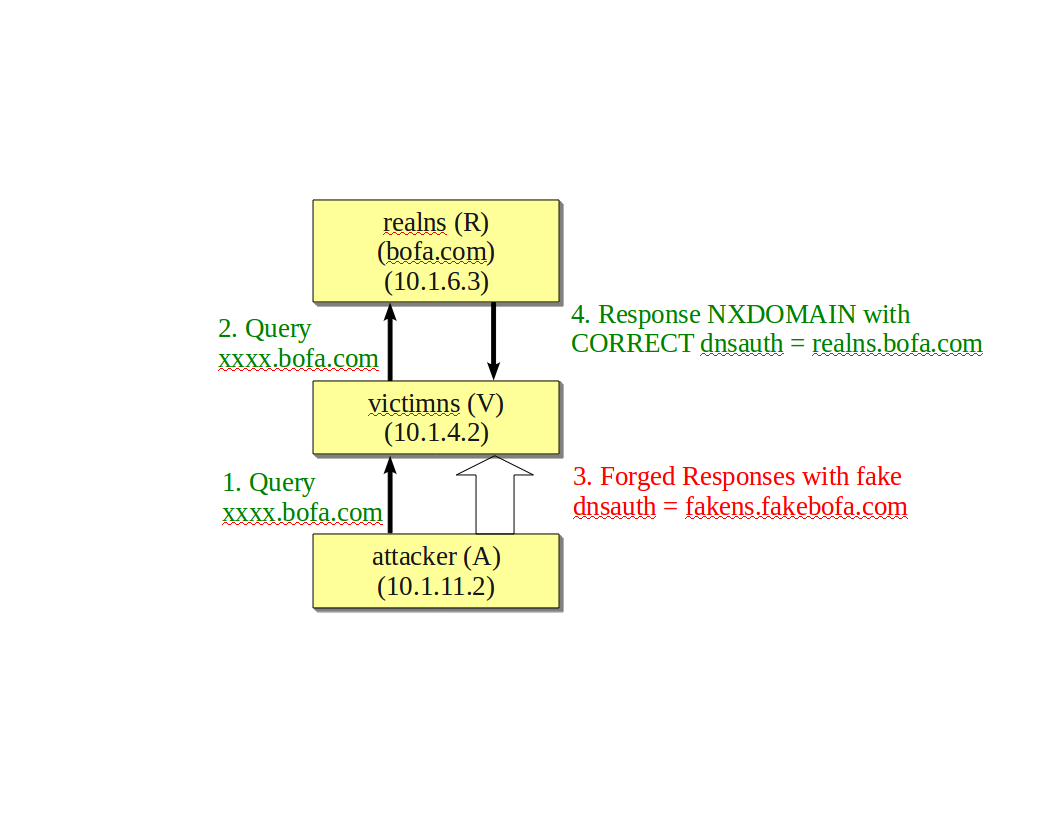 realns (R)
(bofa.com)
(10.1.6.3)
2. Query
xxxx.bofa.com
4. Response NXDOMAIN with
CORRECT dnsauth = realns.bofa.com
victimns (V)
(10.1.4.2)
1. Query
xxxx.bofa.com
3. Forged Responses with fake
dnsauth = fakens.fakebofa.com
attacker (A)
(10.1.11.2)